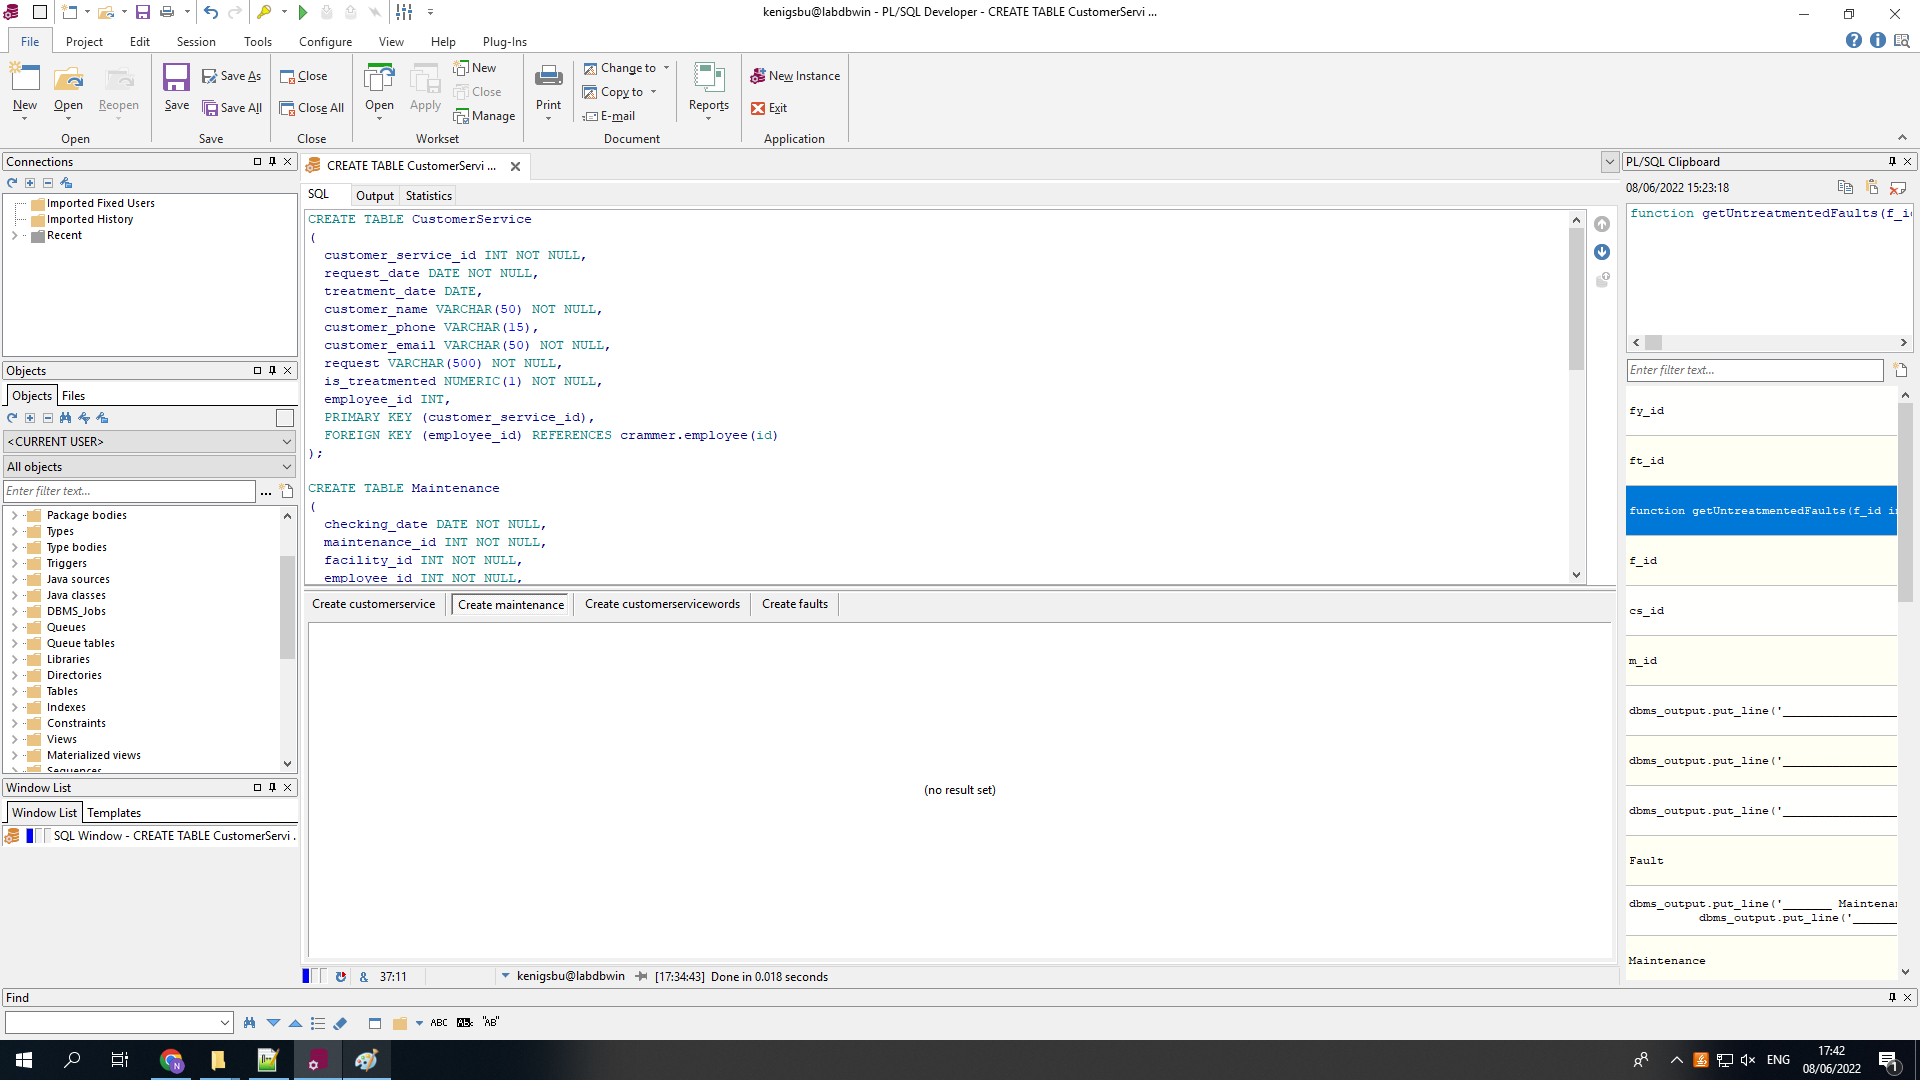 kenigsbu@labdbwin - PL/SQL Developer - CREATE TABLE CustomerServi ...
File Project Edit Session Tools Configure View Help Plug-Ins
New Open Reopen
Open
Save Save As Save All
Save
Close Close All
Close
Open Apply New Close Manage
Workset
Print Change to Copy to E-mail
Document
Reports
New Instance
Exit
Application
Connections
Imported Fixed Users
Imported History
Recent
Objects
Objects Files
<CURRENT USER>
All objects
Enter filter text...
Package bodies
Types
Type bodies
Triggers
Java sources
Java classes
DBMS_Jobs
Queues
Queue tables
Libraries
Directories
Tables
Indexes
Constraints
Views
Materialized views
Sequences
Window List
Window List Templates
SQL Window - CREATE TABLE CustomerServi .
CREATE TABLE CustomerServi ...
SQL Output Statistics
CREATE TABLE CustomerService
(
customer_service_id INT NOT NULL,
request_date DATE NOT NULL,
treatment_date DATE,
customer_name VARCHAR(50) NOT NULL,
customer_phone VARCHAR(15),
customer_email VARCHAR(50) NOT NULL,
request VARCHAR(500) NOT NULL,
is_treatmented NUMERIC(1) NOT NULL,
employee_id INT,
PRIMARY KEY (customer_service_id),
FOREIGN KEY (employee_id) REFERENCES crammer.employee(id)
);
CREATE TABLE Maintenance
(
checking_date DATE NOT NULL,
maintenance_id INT NOT NULL,
facility_id INT NOT NULL,
employee_id INT NOT NULL,
Create customerservice Create maintenance Create customerservicewords Create faults
(no result set)
& 37:11 kenigsbu@labdbwin [17:34:43] Done in 0.018 seconds
PL/SQL Clipboard
08/06/2022 15:23:18
function getUntreatmentedFaults(f_i
Enter filter text...
fy_id
ft_id
function getUntreatmentedFaults(f_id i
f_id
cs_id
m_id
dbms_output.put_line('_________________
dbms_output.put_line('_________________
dbms_output.put_line('_________________
Fault
dbms_output.put_line('_______ Maintenan
dbms_output.put_line('_______
Maintenance
Find
ABC ABc "AB"
N
ENG
17:42
08/06/2022
1